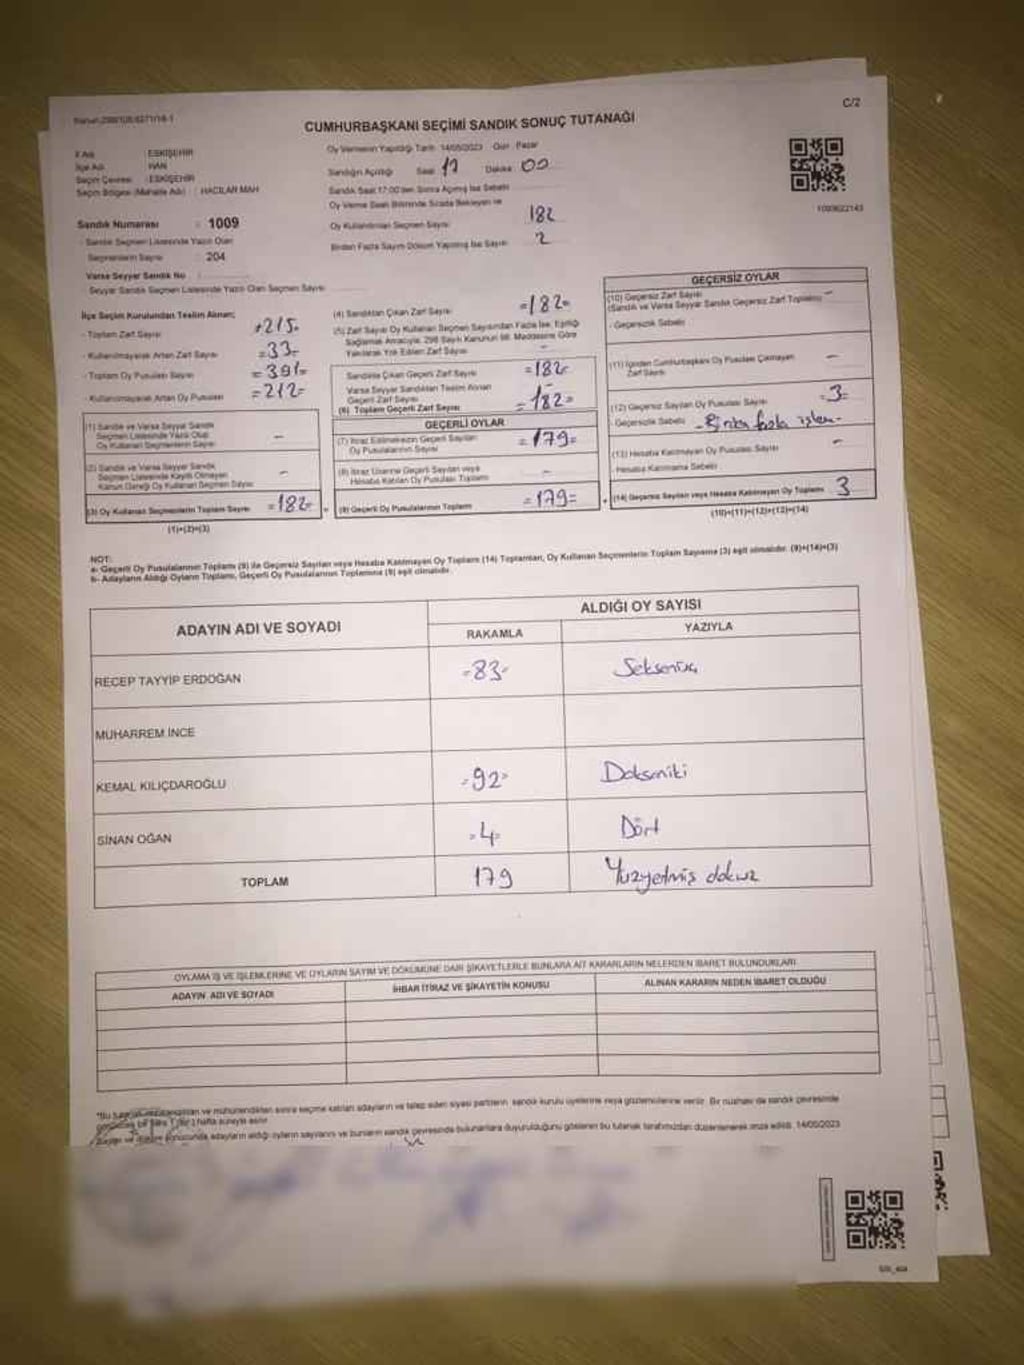 C/2
CUMHURBAŞKANI SEÇİMİ SANDIK SONUÇ TUTANAĞI
İl Adı : ESKİŞEHİR
İlçe Adı : HAN
Seçim Çevresi : ESKİŞEHİR
Seçim Bölgesi (Mahalle Adı) : HACILAR MAH
Oy Vermenin Yapıldığı Tarih 14/05/2023 Gün Pazar
Sandığın Açıldığı Saat 17 Dakika 00
Sandık Saat 17:00'den Sonra Açılmış İse Sebebi
Oy Verme Saati Bitiminde Sırada Bekleyen ve
Oy Kullandırılan Seçmen Sayısı 182
Birden Fazla Sayım Döküm Yapılmış İse Sayısı 2
1093622143
Sandık Numarası : 1009
- Sandık Seçmen Listesinde Yazılı Olan
Seçmenlerin Sayısı : 204
Varsa Seyyar Sandık No :
Seyyar Sandık Seçmen Listesinde Yazılı Olan Seçmen Sayısı :
İlçe Seçim Kurulundan Teslim Alınan;
- Toplam Zarf Sayısı =215=
- Kullanılmayarak Artan Zarf Sayısı =33=
- Toplam Oy Pusulası Sayısı =391=
- Kullanılmayarak Artan Oy Pusulası =212=
(1) Sandık ve Varsa Seyyar Sandık
Seçmen Listesinde Yazılı Olup
Oy Kullanan Seçmenlerin Sayısı -
(2) Sandık ve Varsa Seyyar Sandık
Seçmen Listesinde Kaydı Olmayan
Kanun Gereği Oy Kullanan Seçmen Sayısı -
(3) Oy Kullanan Seçmenlerin Toplam Sayısı =182=
(1)+(2)=(3)
(4) Sandıktan Çıkan Zarf Sayısı =182=
(5) Zarf Sayısı Oy Kullanan Seçmen Sayısından Fazla İse, Eşitliği
Sağlamak Amacıyla, 298 Sayılı Kanunun 98. Maddesine Göre
Yakılarak Yok Edilen Zarf Sayısı -
Sandıkta Çıkan Geçerli Zarf Sayısı =182=
Varsa Seyyar Sandıktan Teslim Alınan
Geçerli Zarf Sayısı -
(6) Toplam Geçerli Zarf Sayısı =182=
GEÇERLİ OYLAR
(7) İtiraz Edilmeksizin Geçerli Sayılan
Oy Pusulalarının Sayısı =179=
(8) İtiraz Üzerine Geçerli Sayılan veya
Hesaba Katılan Oy Pusulası Toplamı -
(9) Geçerli Oy Pusulalarının Toplamı =179=
GEÇERSİZ OYLAR
(10) Geçersiz Zarf Sayısı -
(Sandık ve Varsa Seyyar Sandık Geçersiz Zarf Toplamı)
- Geçersizlik Sebebi
(11) İçinden Cumhurbaşkanı Oy Pusulası Çıkmayan
Zarf Sayısı -
(12) Geçersiz Sayılan Oy Pusulası Sayısı =3=
- Geçersizlik Sebebi - Birden fazla işlem -
(13) Hesaba Katılmayan Oy Pusulası Sayısı -
- Hesaba Katılmama Sebebi
(14) Geçersiz Sayılan veya Hesaba Katılmayan Oy Toplamı 3
(10)+(11)+(12)+(13)=(14)
NOT:
a- Geçerli Oy Pusulalarının Toplamı (9) ile Geçersiz Sayılan veya Hesaba Katılmayan Oy Toplamı (14) Toplamları, Oy Kullanan Seçmenlerin Toplam Sayısına (3) eşit olmalıdır. (9)+(14)=(3)
b- Adayların Aldığı Oyların Toplamı, Geçerli Oy Pusulalarının Toplamına (9) eşit olmalıdır.
ADAYIN ADI VE SOYADI
ALDIĞI OY SAYISI
RAKAMLA YAZIYLA
RECEP TAYYİP ERDOĞAN =83= Seksenüç
MUHARREM İNCE
KEMAL KILIÇDAROĞLU =92= Doksaniki
SİNAN OĞAN =4= Dört
TOPLAM 179 Yüzyetmiş dokuz
OYLAMA İŞ VE İŞLEMLERİNE VE OYLARIN SAYIM VE DÖKÜMÜNE DAİR ŞİKAYETLERLE BUNLARA AİT KARARLARIN NELERDEN İBARET BULUNDUKLARI
ADAYIN ADI VE SOYADI İHBAR İTİRAZ VE ŞİKAYETİN KONUSU ALINAN KARARIN NEDEN İBARET OLDUĞU
ve mühürlendikten sonra seçime katılan adayların ve talep eden siyasi partilerin sandık kurulu üyelerine veya gözlemcilerine verilir. Bir nüshası da sandık çevresinde
hafta süreyle asılır.
sonucunda adayların aldığı oyların sayılarını ve bunların sandık çevresinde bulunanlara duyurulduğunu gösteren bu tutanak tarafımızdan düzenlenerek imza edildi. 14/05/2023